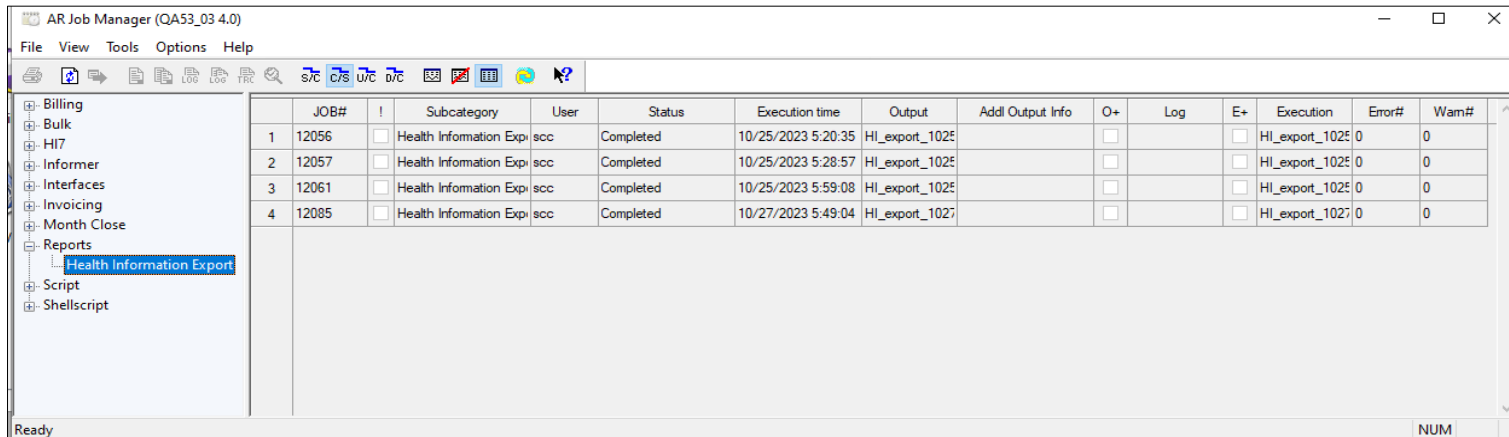 AR Job Manager (QA53_03 4.0)
File View Tools Options Help
LOG LOG TRC S/C C/S U/C D/C
Billing
Bulk
HI7
Informer
Interfaces
Invoicing
Month Close
Reports
Health Information Export
Script
Shellscript
JOB# ! Subcategory User Status Execution time Output Addl Output Info O+ Log E+ Execution Error# Warn#
1 12056 Health Information Exp scc Completed 10/25/2023 5:20:35 HI_export_1025 HI_export_1025 0 0
2 12057 Health Information Exp scc Completed 10/25/2023 5:28:57 HI_export_1025 HI_export_1025 0 0
3 12061 Health Information Exp scc Completed 10/25/2023 5:59:08 HI_export_1025 HI_export_1025 0 0
4 12085 Health Information Exp scc Completed 10/27/2023 5:49:04 HI_export_1027 HI_export_1027 0 0
Ready NUM